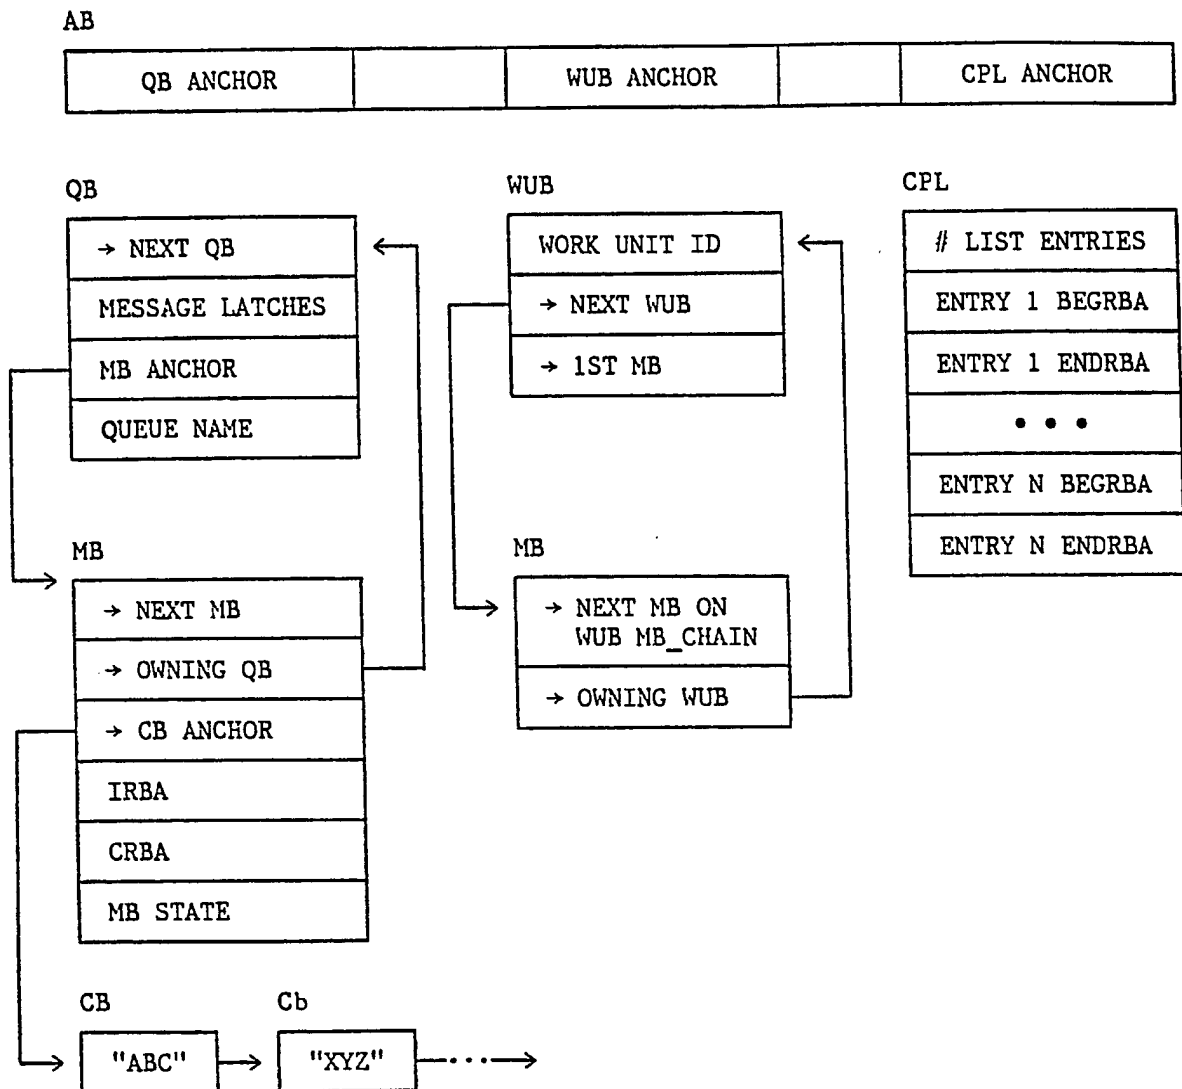 AB
QB ANCHOR
WUB ANCHOR
CPL ANCHOR
QB
→ NEXT QB
MESSAGE LATCHES
MB ANCHOR
QUEUE NAME
WUB
WORK UNIT ID
→ NEXT WUB
→ 1ST MB
CPL
# LIST ENTRIES
ENTRY 1 BEGRBA
ENTRY 1 ENDRBA
• • •
ENTRY N BEGRBA
ENTRY N ENDRBA
MB
→ NEXT MB
→ OWNING QB
→ CB ANCHOR
IRBA
CRBA
MB STATE
MB
→ NEXT MB ON
WUB MB_CHAIN
→ OWNING WUB
CB
"ABC"
Cb
"XYZ"